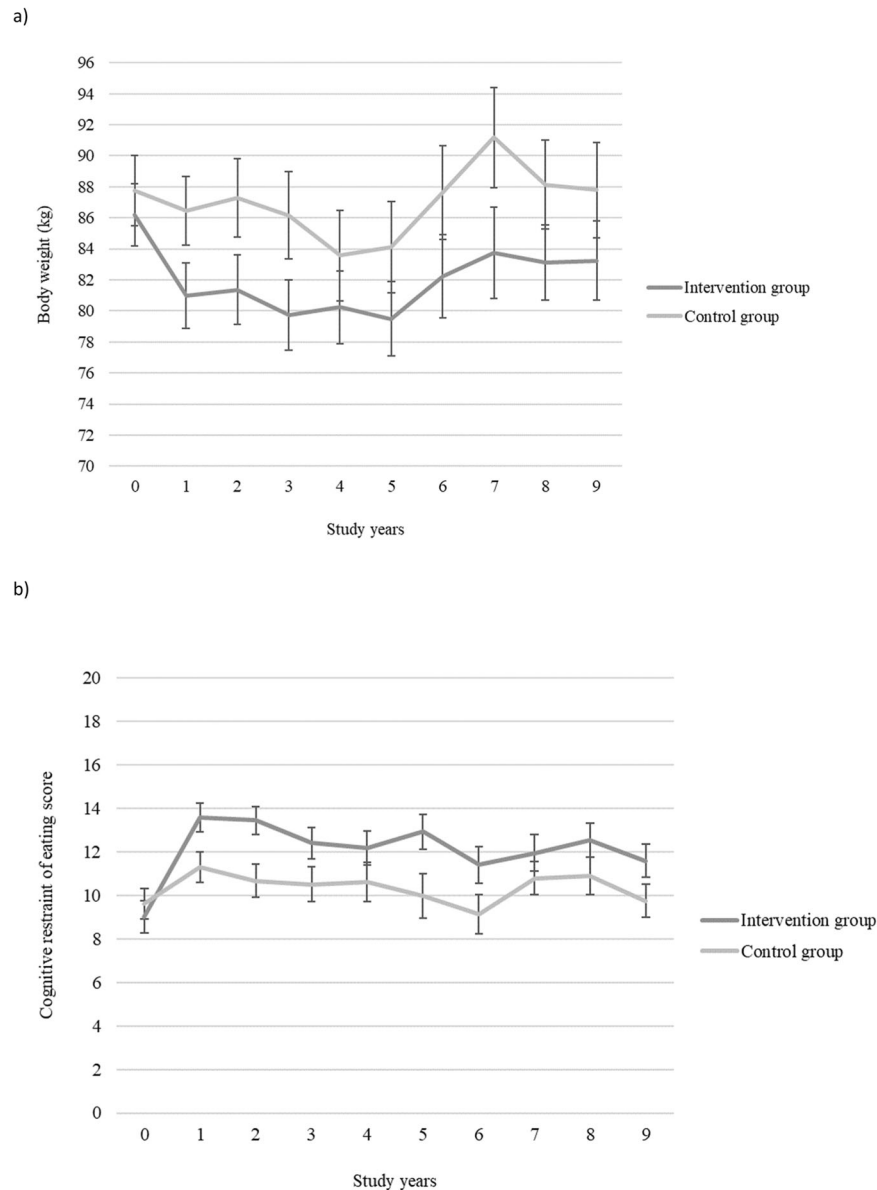 a)
96
94
92
90
88
86
84
82
80
78
76
74
72
70
Body weight (kg)
0 1 2 3 4 5 6 7 8 9
Study years
Intervention group
Control group
b)
20
18
16
14
12
10
8
6
4
2
0
Cognitive restraint of eating score
0 1 2 3 4 5 6 7 8 9
Study years
Intervention group
Control group